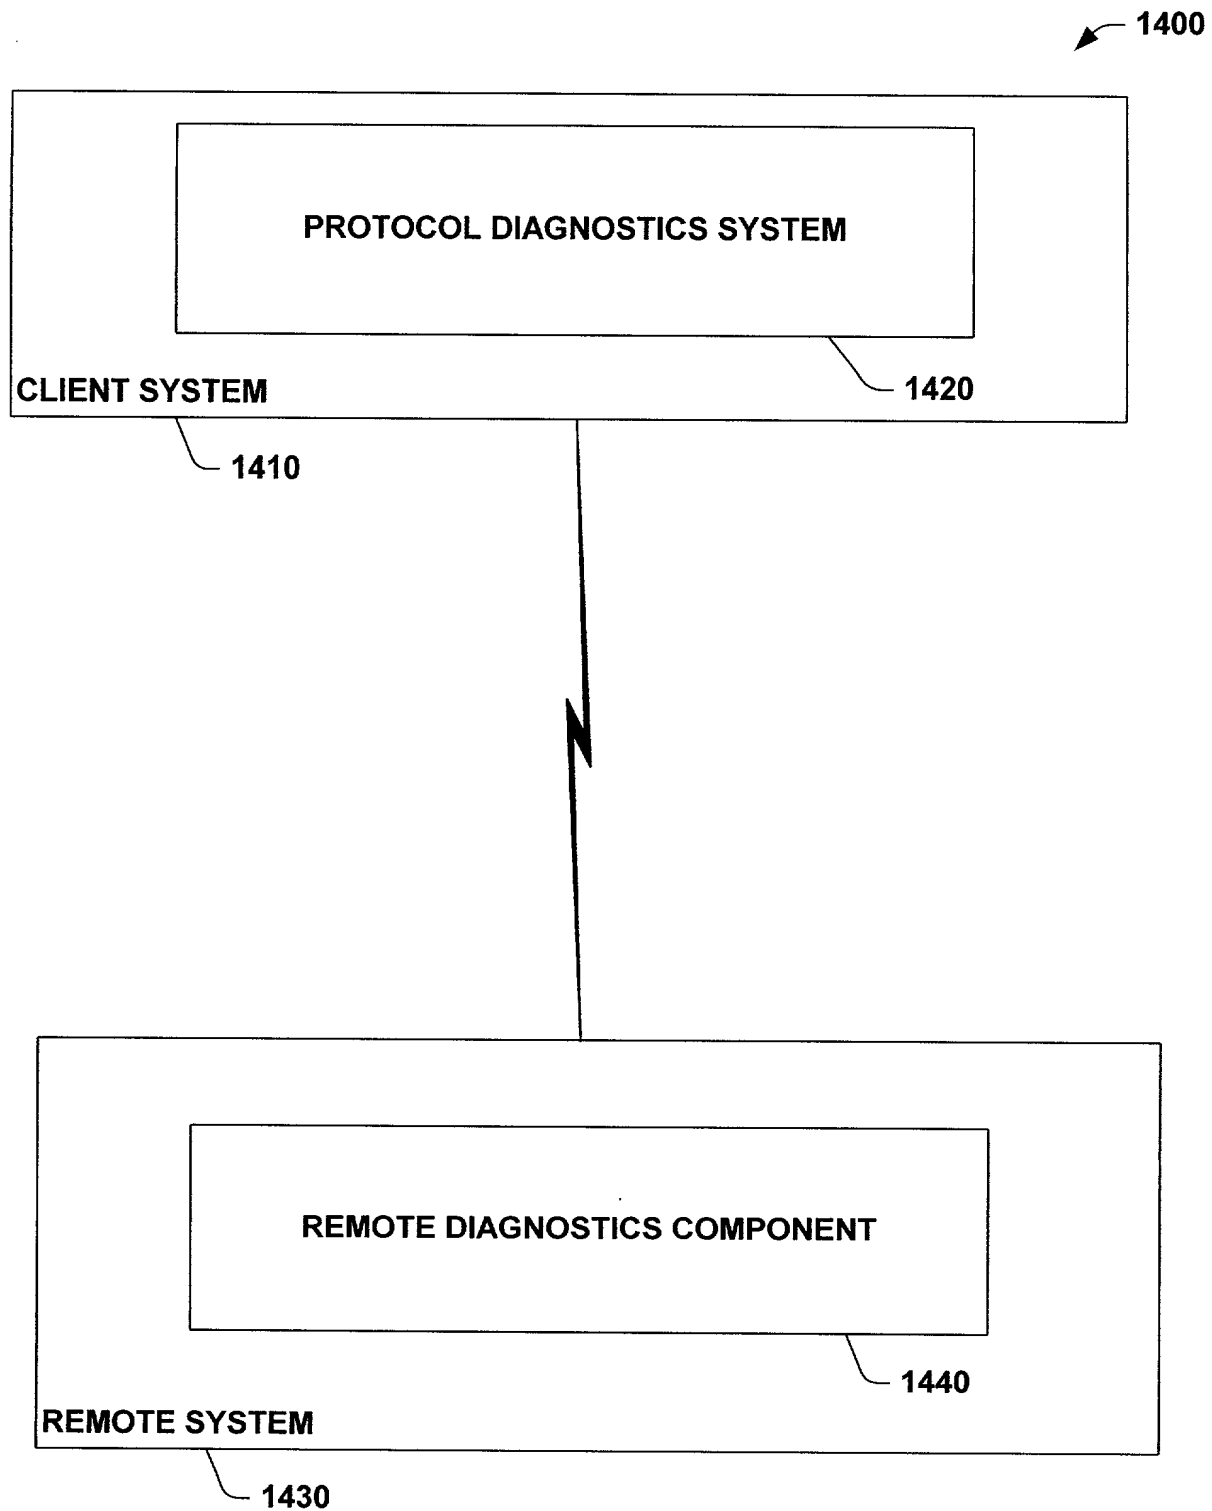 1400
PROTOCOL DIAGNOSTICS SYSTEM
CLIENT SYSTEM
1420
1410
REMOTE DIAGNOSTICS COMPONENT
1440
REMOTE SYSTEM
1430